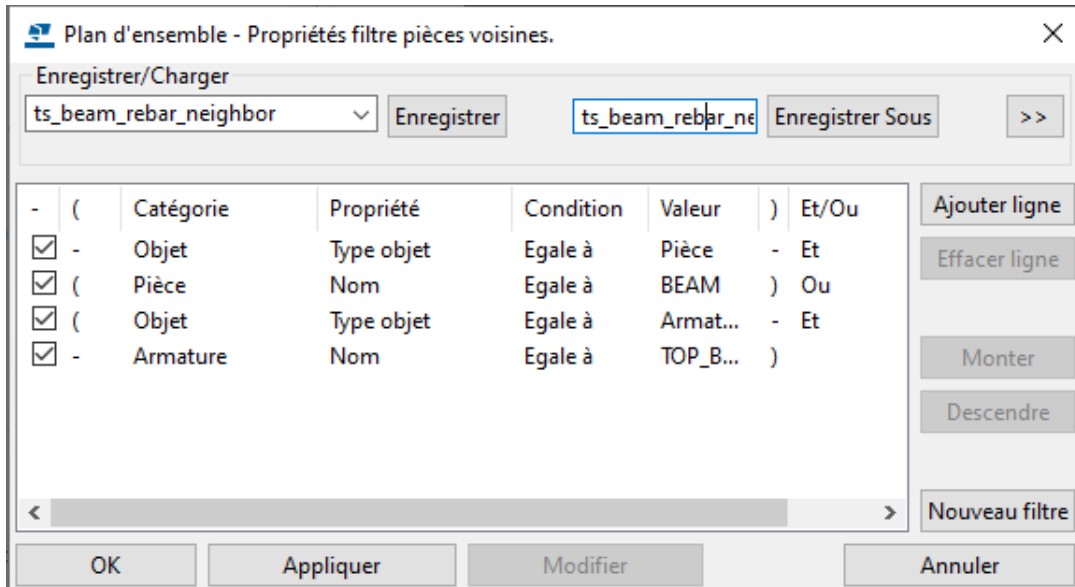 Plan d'ensemble - Propriétés filtre pièces voisines.
Enregistrer/Charger
ts_beam_rebar_neighbor Enregistrer ts_beam_rebar_ne Enregistrer Sous >>
- ( Catégorie Propriété Condition Valeur ) Et/Ou Ajouter ligne
- Objet Type objet Egale à Pièce - Et Effacer ligne
( Pièce Nom Egale à BEAM ) Ou
( Objet Type objet Egale à Armat... - Et
- Armature Nom Egale à TOP_B... ) Monter
Descendre
Nouveau filtre
OK Appliquer Modifier Annuler